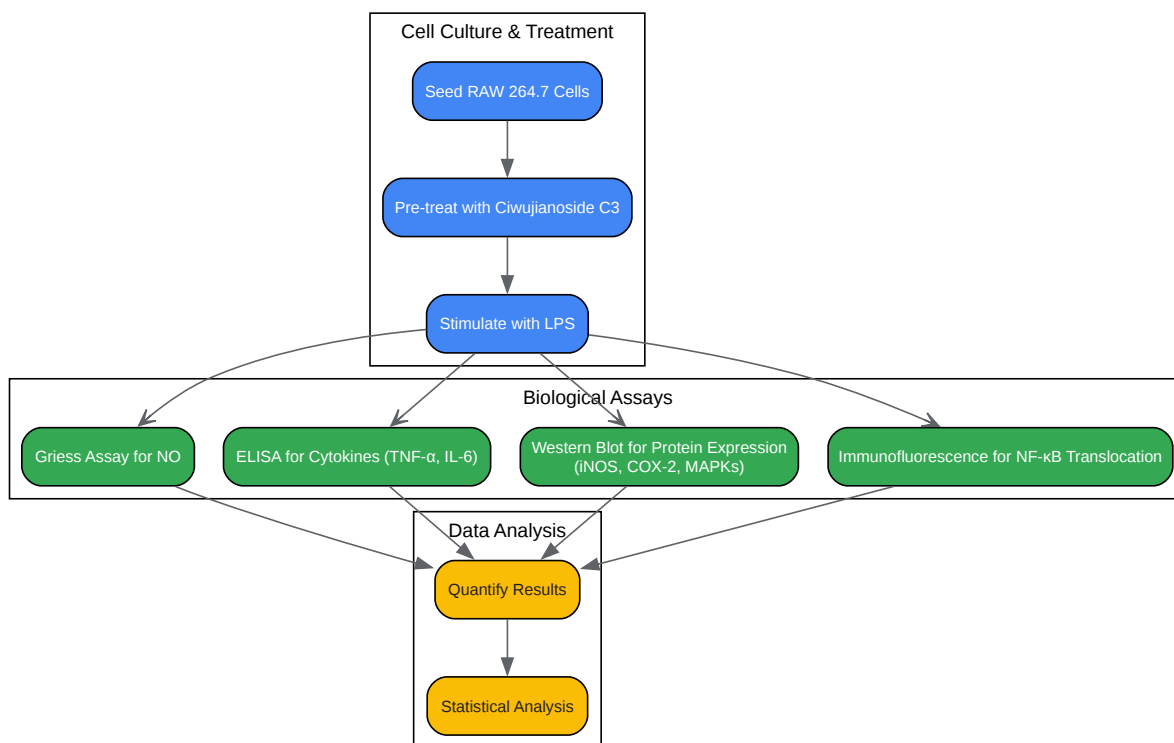 Cell Culture & Treatment
Seed RAW 264.7 Cells
Pre-treat with Ciwujianoside C3
Stimulate with LPS
Biological Assays
Griess Assay for NO
ELISA for Cytokines (TNF-α, IL-6)
Western Blot for Protein Expression
(iNOS, COX-2, MAPKs)
Immunofluorescence for NF-κB Translocation
Data Analysis
Quantify Results
Statistical Analysis